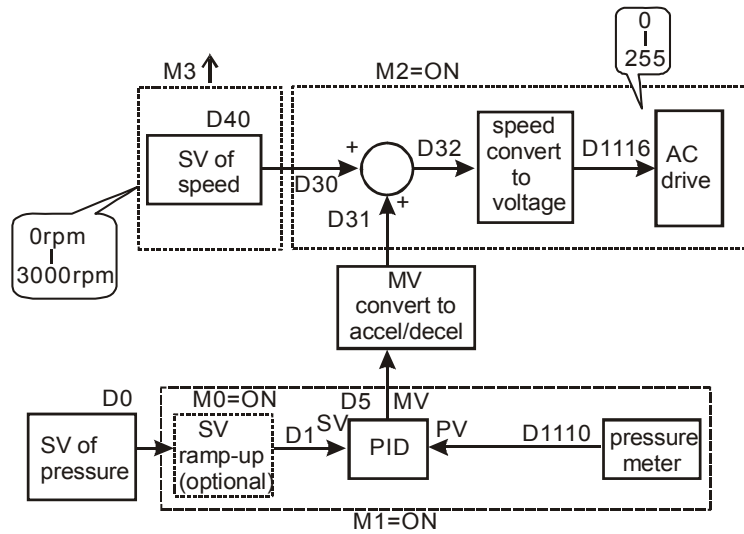 0
255
M3
M2=ON
D40
SV of
speed
+
D30
D32
speed
convert
to
voltage
D1116
AC
drive
+
D31
0rpm
3000rpm
MV
convert to
accel/decel
D0
M0=ON
D5
MV
SV of
pressure
SV
ramp-up
(optional)
D1
SV
PID
PV
D1110
pressure
meter
M1=ON